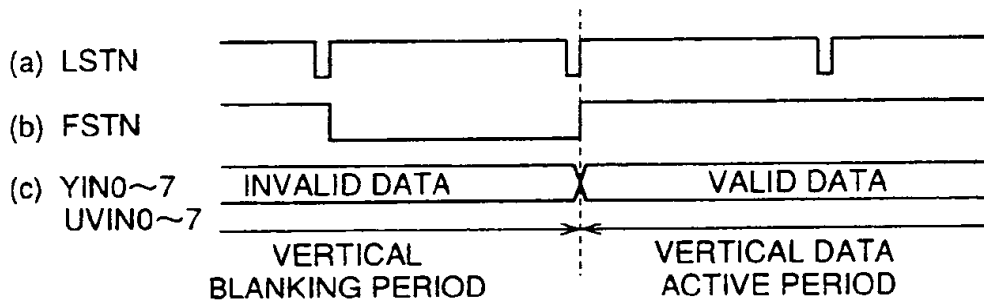 (a) LSTN
(b) FSTN
(c) YIN0~7 INVALID DATA VALID DATA
UVIN0~7
VERTICAL BLANKING PERIOD
VERTICAL DATA ACTIVE PERIOD